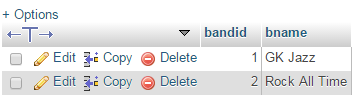 + Options
bandid bname
Edit Copy Delete 1 GK Jazz
Edit Copy Delete 2 Rock All Time